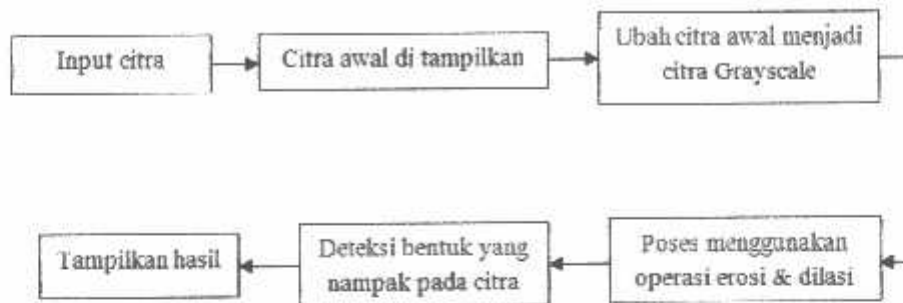 Input citra
Citra awal di tampilkan
Ubah citra awal menjadi
citra Grayscale
Poses menggunakan
operasi erosi & dilasi
Deteksi bentuk yang
nampak pada citra
Tampilkan hasil